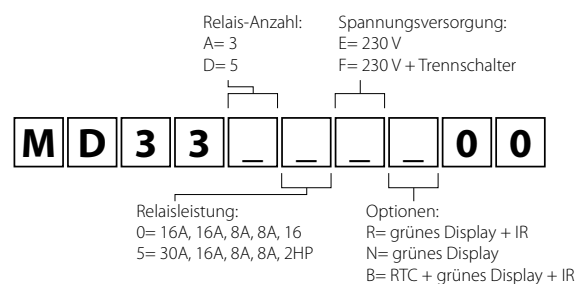 Relais-Anzahl:
A= 3
D= 5
Spannungsversorgung:
E= 230 V
F= 230 V + Trennschalter
M D 3 3 _ _ _ _ 0 0
Relaisleistung:
0= 16A, 16A, 8A, 8A, 16
5= 30A, 16A, 8A, 8A, 2HP
Optionen:
R= grünes Display + IR
N= grünes Display
B= RTC + grünes Display + IR